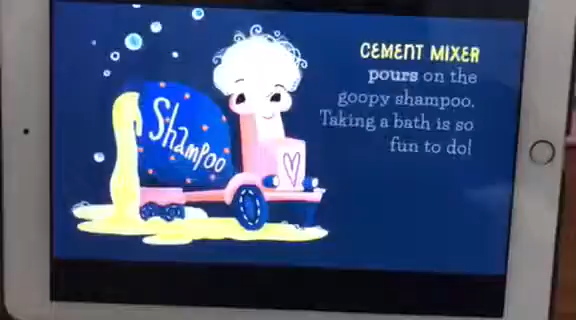 Shampoo
CEMENT MIXER
pours on the
goopy shampoo.
Taking a bath is so
fun to do!